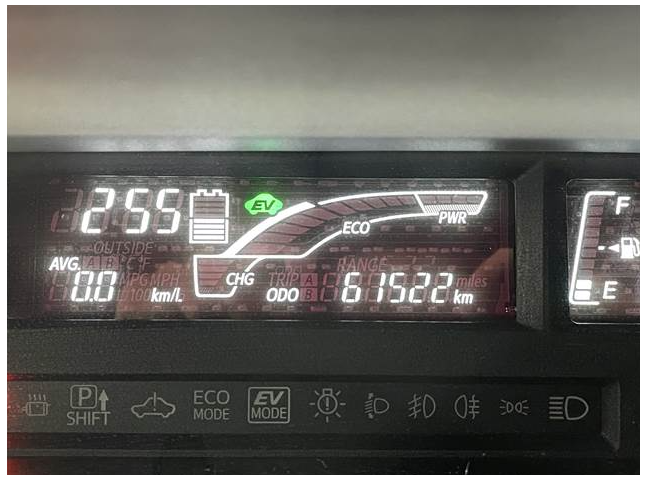 255
EV
F
ECO
PWR
OUTSIDE
AVG.
0.0 km/L
CHG
TRIP A
RANGE
B
ODO 61522 km
miles
MPG MPH
E
P
SHIFT
ECO
MODE
EV
MODE